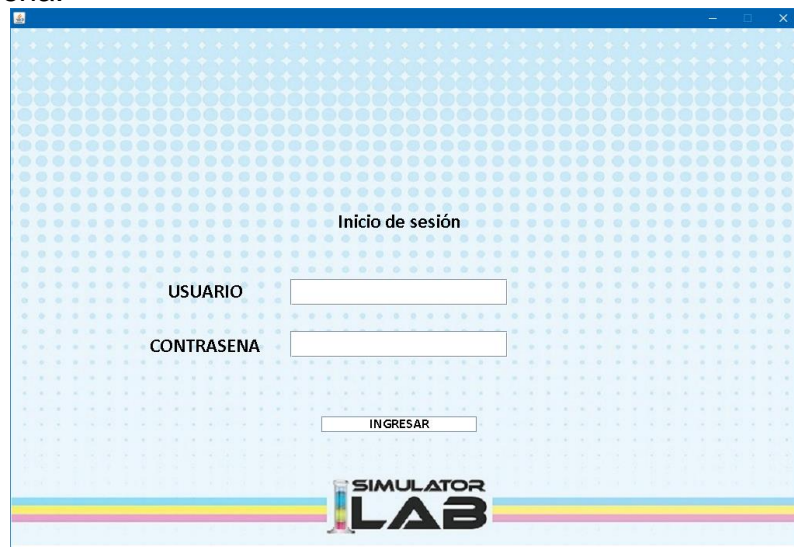 Inicio de sesión
USUARIO
CONTRASENA
INGRESAR
SIMULATOR
LAB